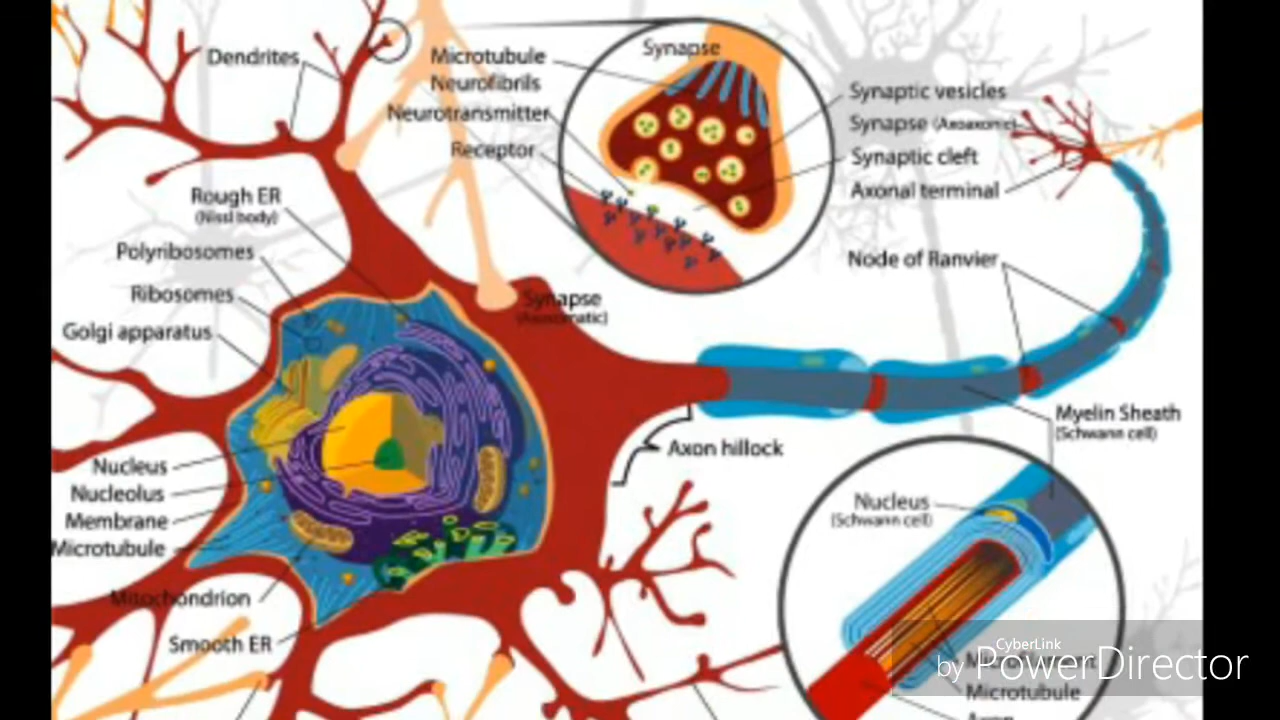 Dendrites
Microtubule
Neurofibrils
Neurotransmitter
Receptor
Synapse
Synaptic vesicles
Synapse (Axoaxonic)
Synaptic cleft
Axonal terminal
Rough ER
(Nissl body)
Polyribosomes
Ribosomes
Golgi apparatus
Synapse
(Axosomatic)
Node of Ranvier
Myelin Sheath
(Schwann cell)
Axon hillock
Nucleus
Nucleolus
Membrane
Microtubule
Mitochondrion
Smooth ER
Nucleus
(Schwann cell)
Microtubule
Axon
CyberLink
by PowerDirector